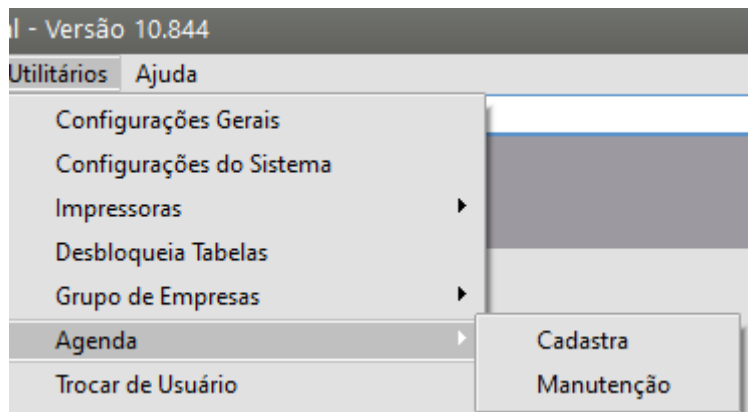 l - Versão 10.844
Utilitários Ajuda
Configurações Gerais
Configurações do Sistema
Impressoras
Desbloqueia Tabelas
Grupo de Empresas
Agenda
Cadastra
Trocar de Usuário
Manutenção